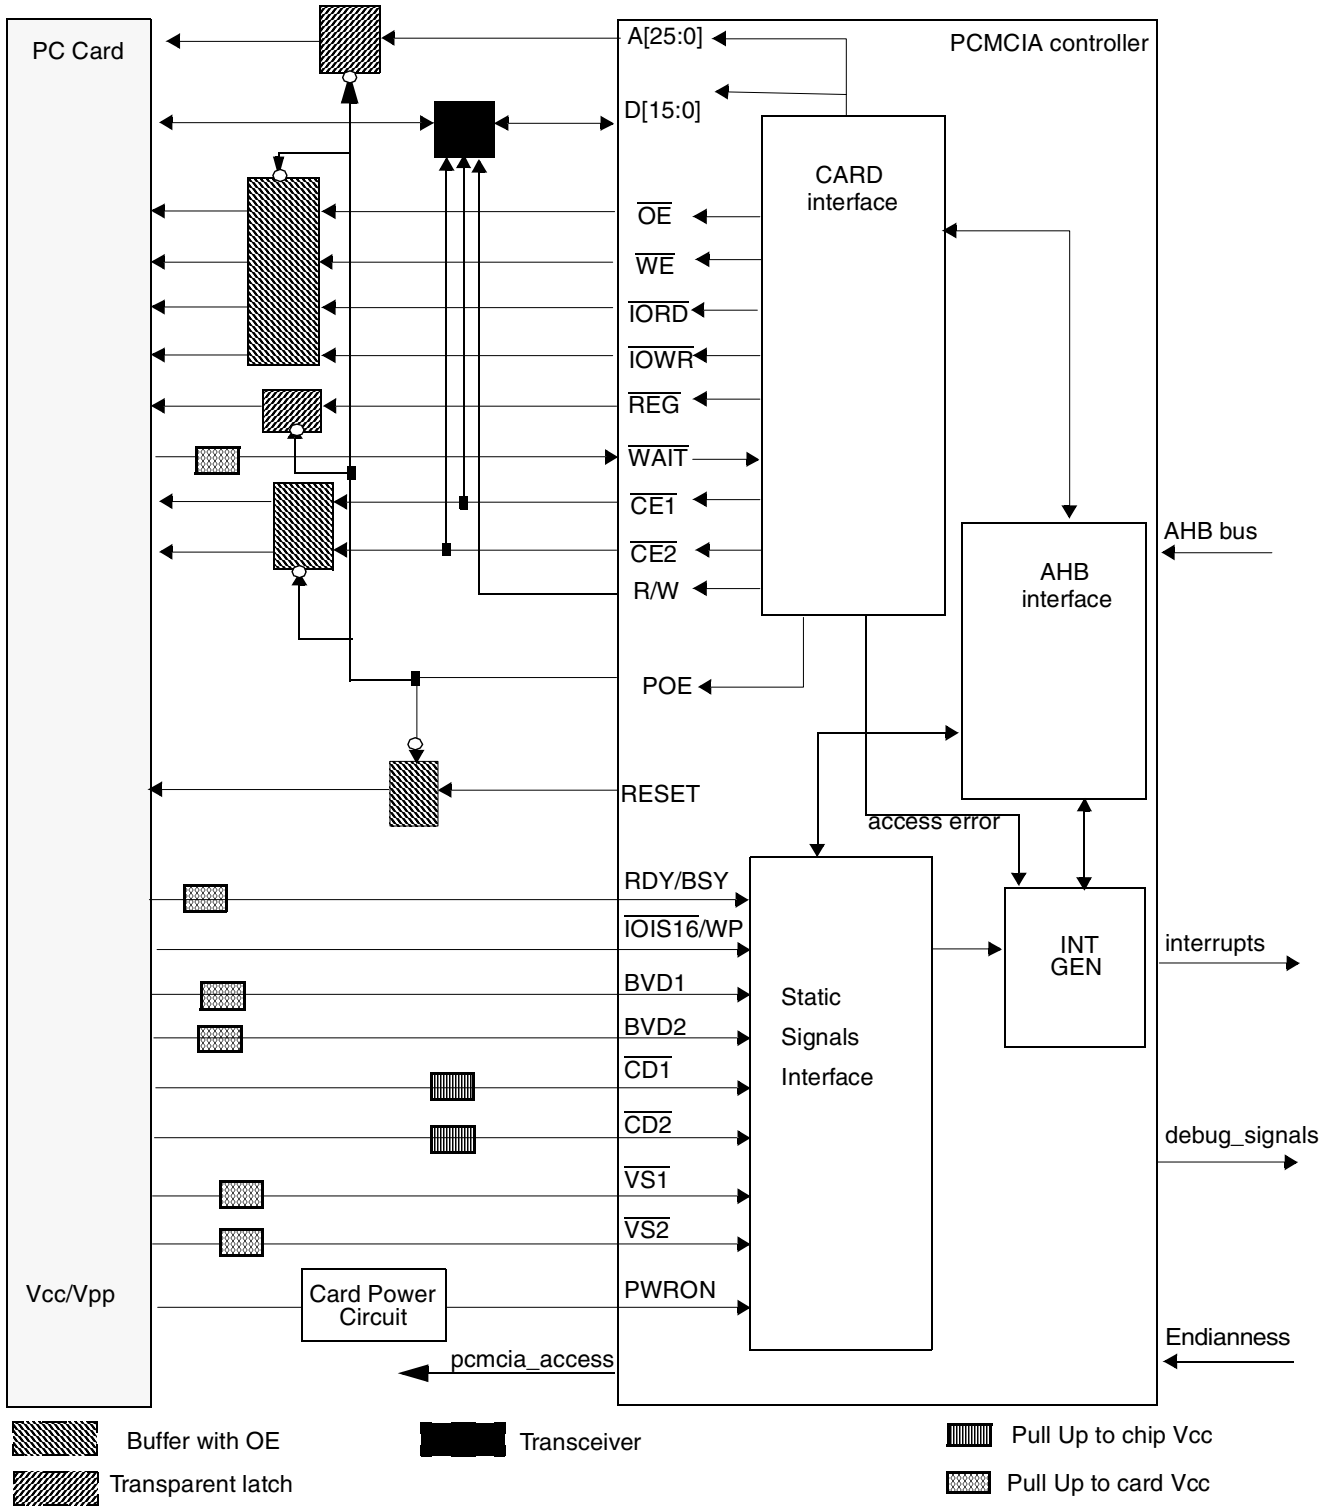 PC Card
A[25:0]
PCMCIA controller
D[15:0]
CARD
interface
OE
WE
IORD
IOWR
REG
WAIT
CE1
CE2
R/W
AHB bus
AHB
interface
POE
RESET
access error
RDY/BSY
IOIS16/WP
INT
GEN
interrupts
BVD1
Static
BVD2
Signals
CD1
Interface
CD2
debug_signals
VS1
VS2
Vcc/Vpp
Card Power
Circuit
PWRON
Endianness
pcmcia_access
Buffer with OE
Transceiver
Pull Up to chip Vcc
Transparent latch
Pull Up to card Vcc